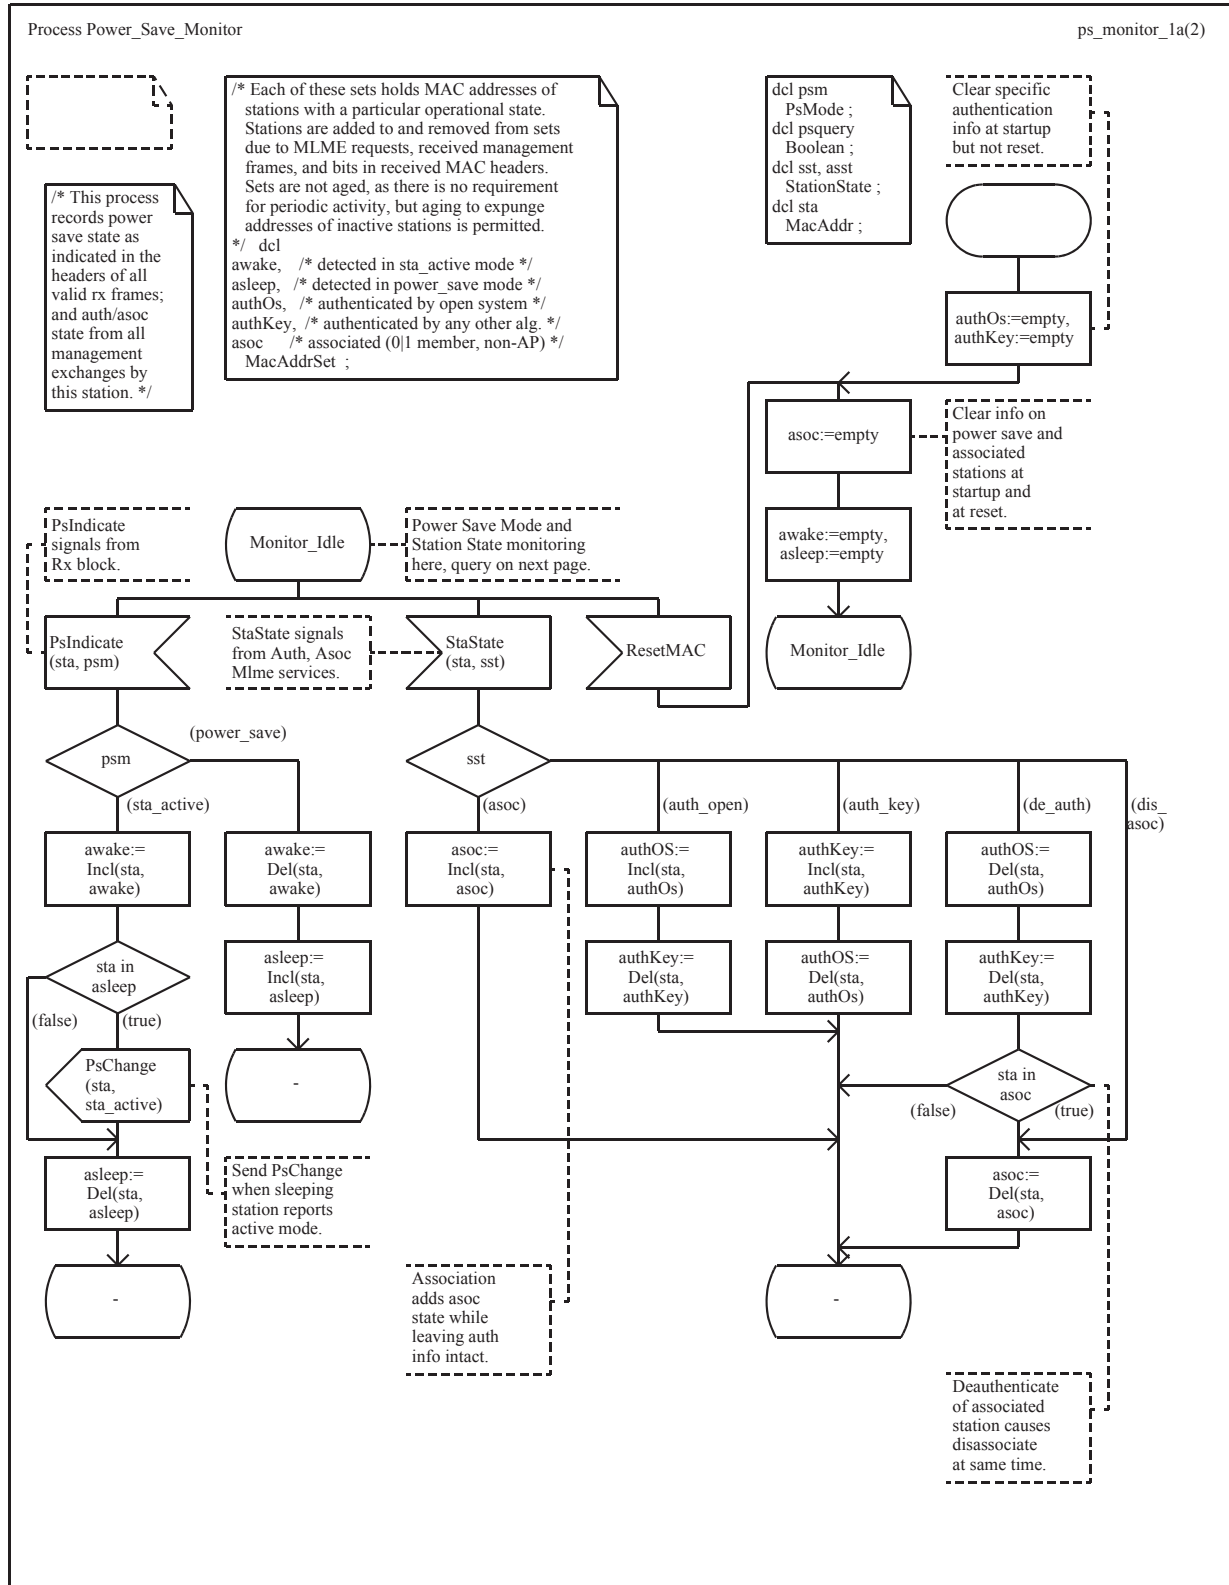 Process Power_Save_Monitor
ps_monitor_1a(2)
/* This process
records power
save state as
indicated in the
headers of all
valid rx frames;
and auth/asoc
state from all
management
exchanges by
this station. */
/* Each of these sets holds MAC addresses of
stations with a particular operational state.
Stations are added to and removed from sets
due to MLME requests, received management
frames, and bits in received MAC headers.
Sets are not aged, as there is no requirement
for periodic activity, but aging to expunge
addresses of inactive stations is permitted.
*/ dcl
awake, /* detected in sta_active mode */
asleep, /* detected in power_save mode */
authOs, /* authenticated by open system */
authKey, /* authenticated by any other alg. */
asoc /* associated (0|1 member, non-AP) */
MacAddrSet ;
dcl psm
PsMode ;
dcl psquery
Boolean ;
dcl sst, asst
StationState ;
dcl sta
MacAddr ;
Clear specific
authentication
info at startup
but not reset.
authOs:=empty,
authKey:=empty
asoc:=empty
Clear info on
power save and
associated
stations at
startup and
at reset.
awake:=empty,
asleep:=empty
Monitor_Idle
PsIndicate
signals from
Rx block.
Monitor_Idle
Power Save Mode and
Station State monitoring
here, query on next page.
PsIndicate
(sta, psm)
StaState signals
from Auth, Asoc
Mlme services.
StaState
(sta, sst)
ResetMAC
psm
(power_save)
(sta_active)
sst
(asoc)
(auth_open)
(auth_key)
(de_auth)
(dis_
asoc)
awake:=
Incl(sta,
awake)
awake:=
Del(sta,
awake)
asoc:=
Incl(sta,
asoc)
authOS:=
Incl(sta,
authOs)
authKey:=
Incl(sta,
authKey)
authOS:=
Del(sta,
authOs)
sta in
asleep
(false)
(true)
asleep:=
Incl(sta,
asleep)
authKey:=
Del(sta,
authKey)
authOS:=
Del(sta,
authOs)
authKey:=
Del(sta,
authKey)
PsChange
(sta,
sta_active)
-
sta in
asoc
(false)
(true)
asleep:=
Del(sta,
asleep)
Send PsChange
when sleeping
station reports
active mode.
asoc:=
Del(sta,
asoc)
-
Association
adds asoc
state while
leaving auth
info intact.
-
Deauthenticate
of associated
station causes
disassociate
at same time.